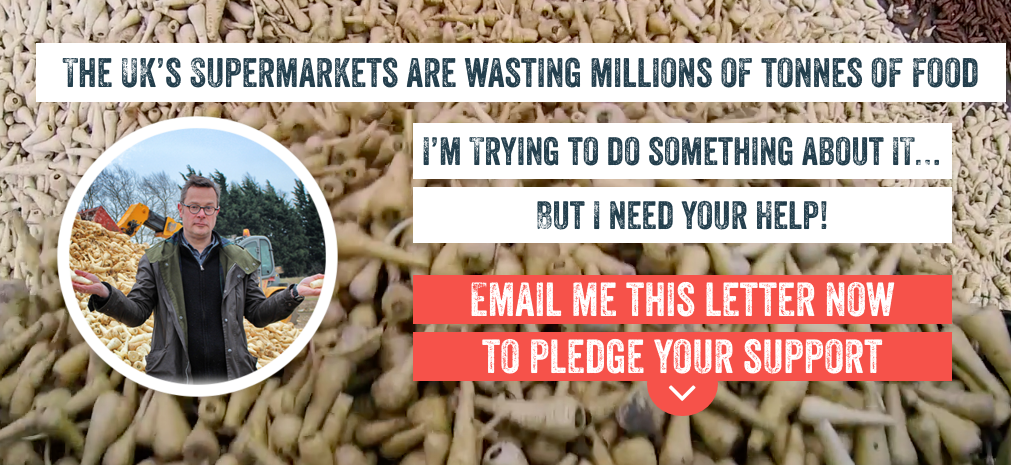 THE UK'S SUPERMARKETS ARE WASTING MILLIONS OF TONNES OF FOOD
I'M TRYING TO DO SOMETHING ABOUT IT...
BUT I NEED YOUR HELP!
EMAIL ME THIS LETTER NOW
TO PLEDGE YOUR SUPPORT